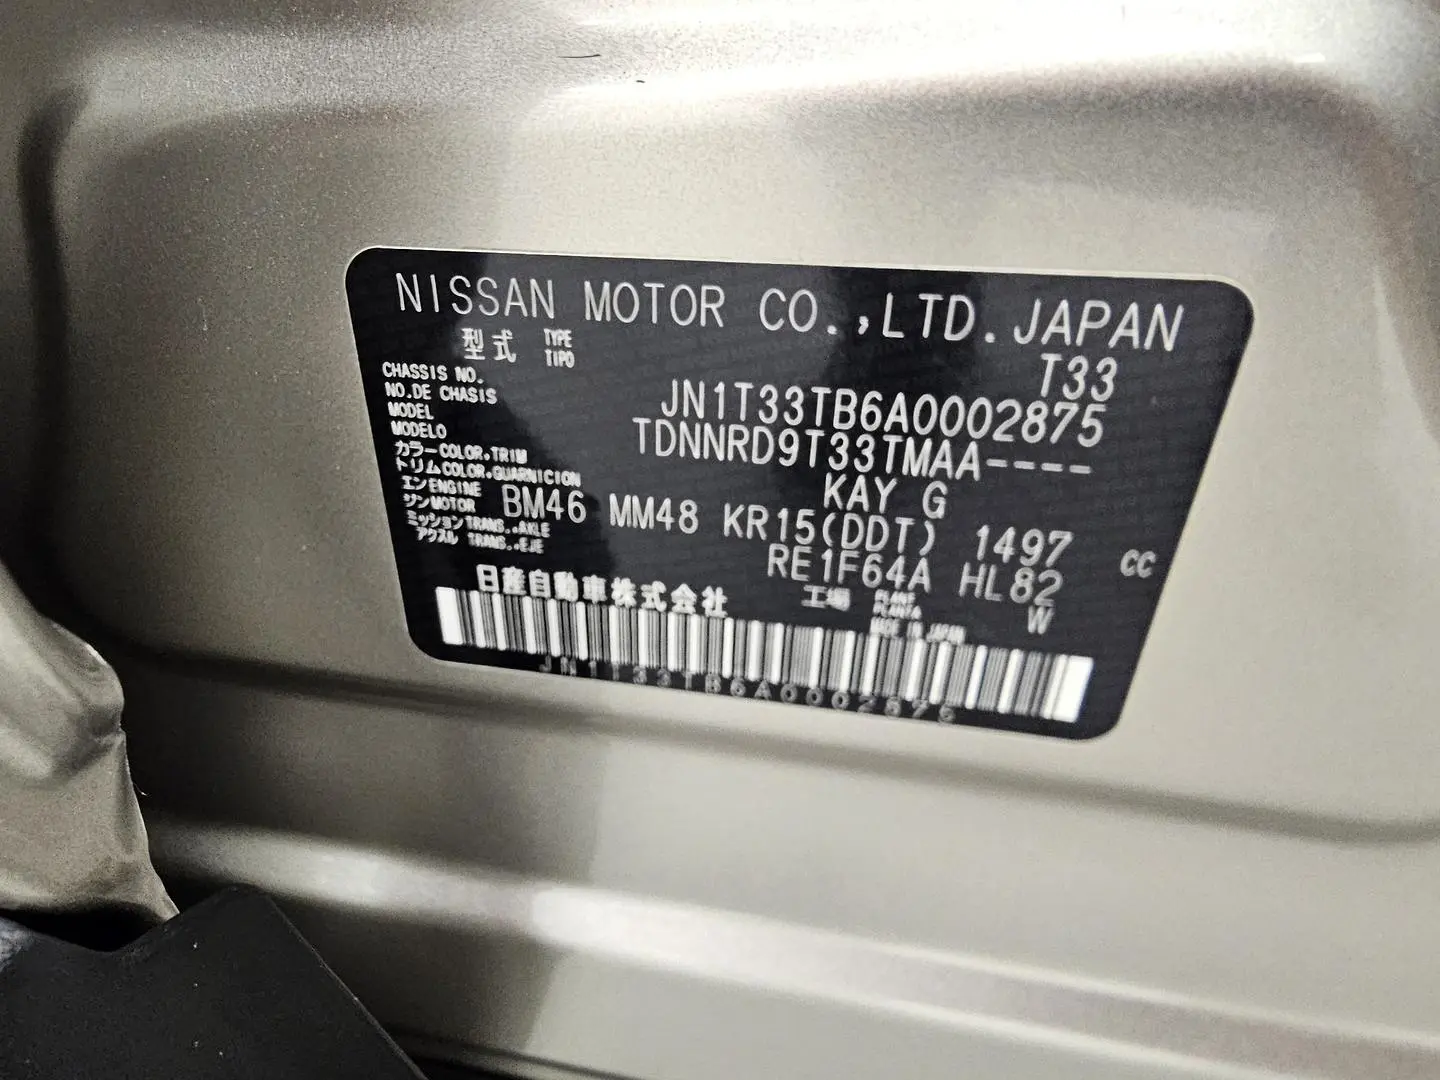 NISSAN MOTOR CO.,LTD. JAPAN
型式 TYPE TIPO T33
CHASSIS NO.
NO.DE CHASIS JN1T33TB6A0002875
MODEL
MODELO TDNNRD9T33TMAA----
カラー COLOR,TRIM
トリム COLOR,GUARNICION KAY G
エン ENGINE
ジン MOTOR BM46 MM48 KR15(DDT) 1497 CC
ミッション TRANS.,AXLE
アクスル TRANS.,EJE RE1F64A HL82
工場 PLANT PLANTA W
日産自動車株式会社 MADE IN JAPAN
JN1T33TB6A0002875